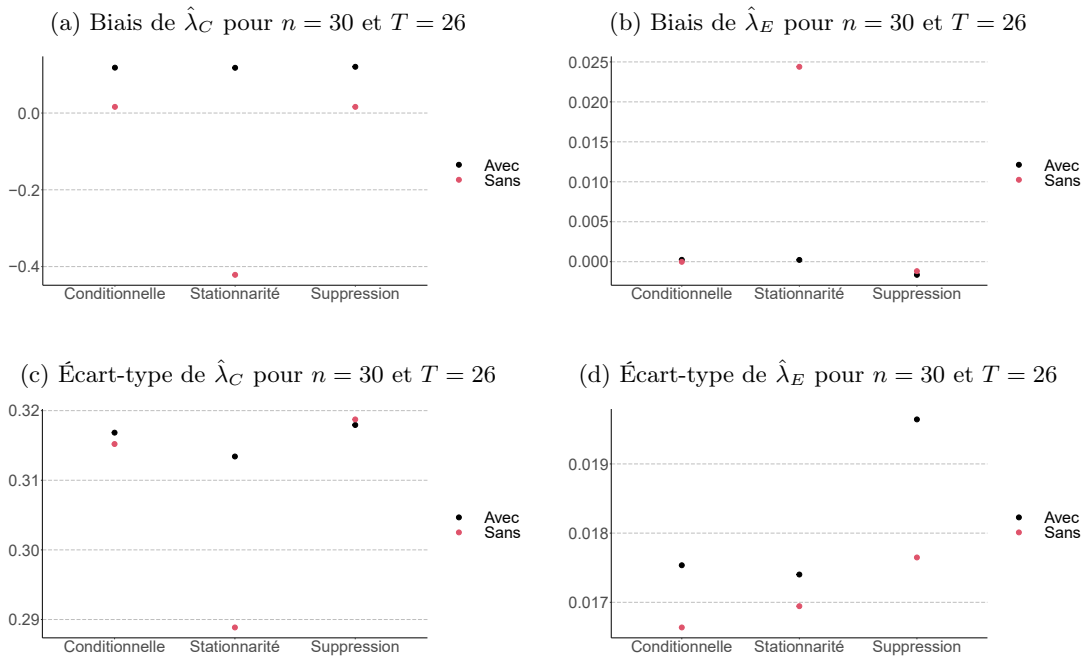 (a) Biais de λ̂_C pour n = 30 et T = 26
0.0
−0.2
−0.4
Conditionnelle Stationnarité Suppression
Avec
Sans
(b) Biais de λ̂_E pour n = 30 et T = 26
0.025
0.020
0.015
0.010
0.005
0.000
Conditionnelle Stationnarité Suppression
Avec
Sans
(c) Écart-type de λ̂_C pour n = 30 et T = 26
0.32
0.31
0.30
0.29
Conditionnelle Stationnarité Suppression
Avec
Sans
(d) Écart-type de λ̂_E pour n = 30 et T = 26
0.019
0.018
0.017
Conditionnelle Stationnarité Suppression
Avec
Sans